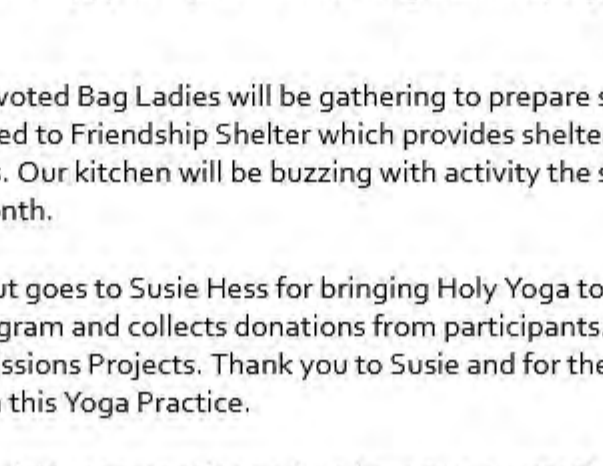 voted Bag Ladies will be gathering to prepare s
ed to Friendship Shelter which provides shelte
. Our kitchen will be buzzing with activity the s
nth.
ut goes to Susie Hess for bringing Holy Yoga to
gram and collects donations from participants.
ssions Projects. Thank you to Susie and for the
this Yoga Practice.